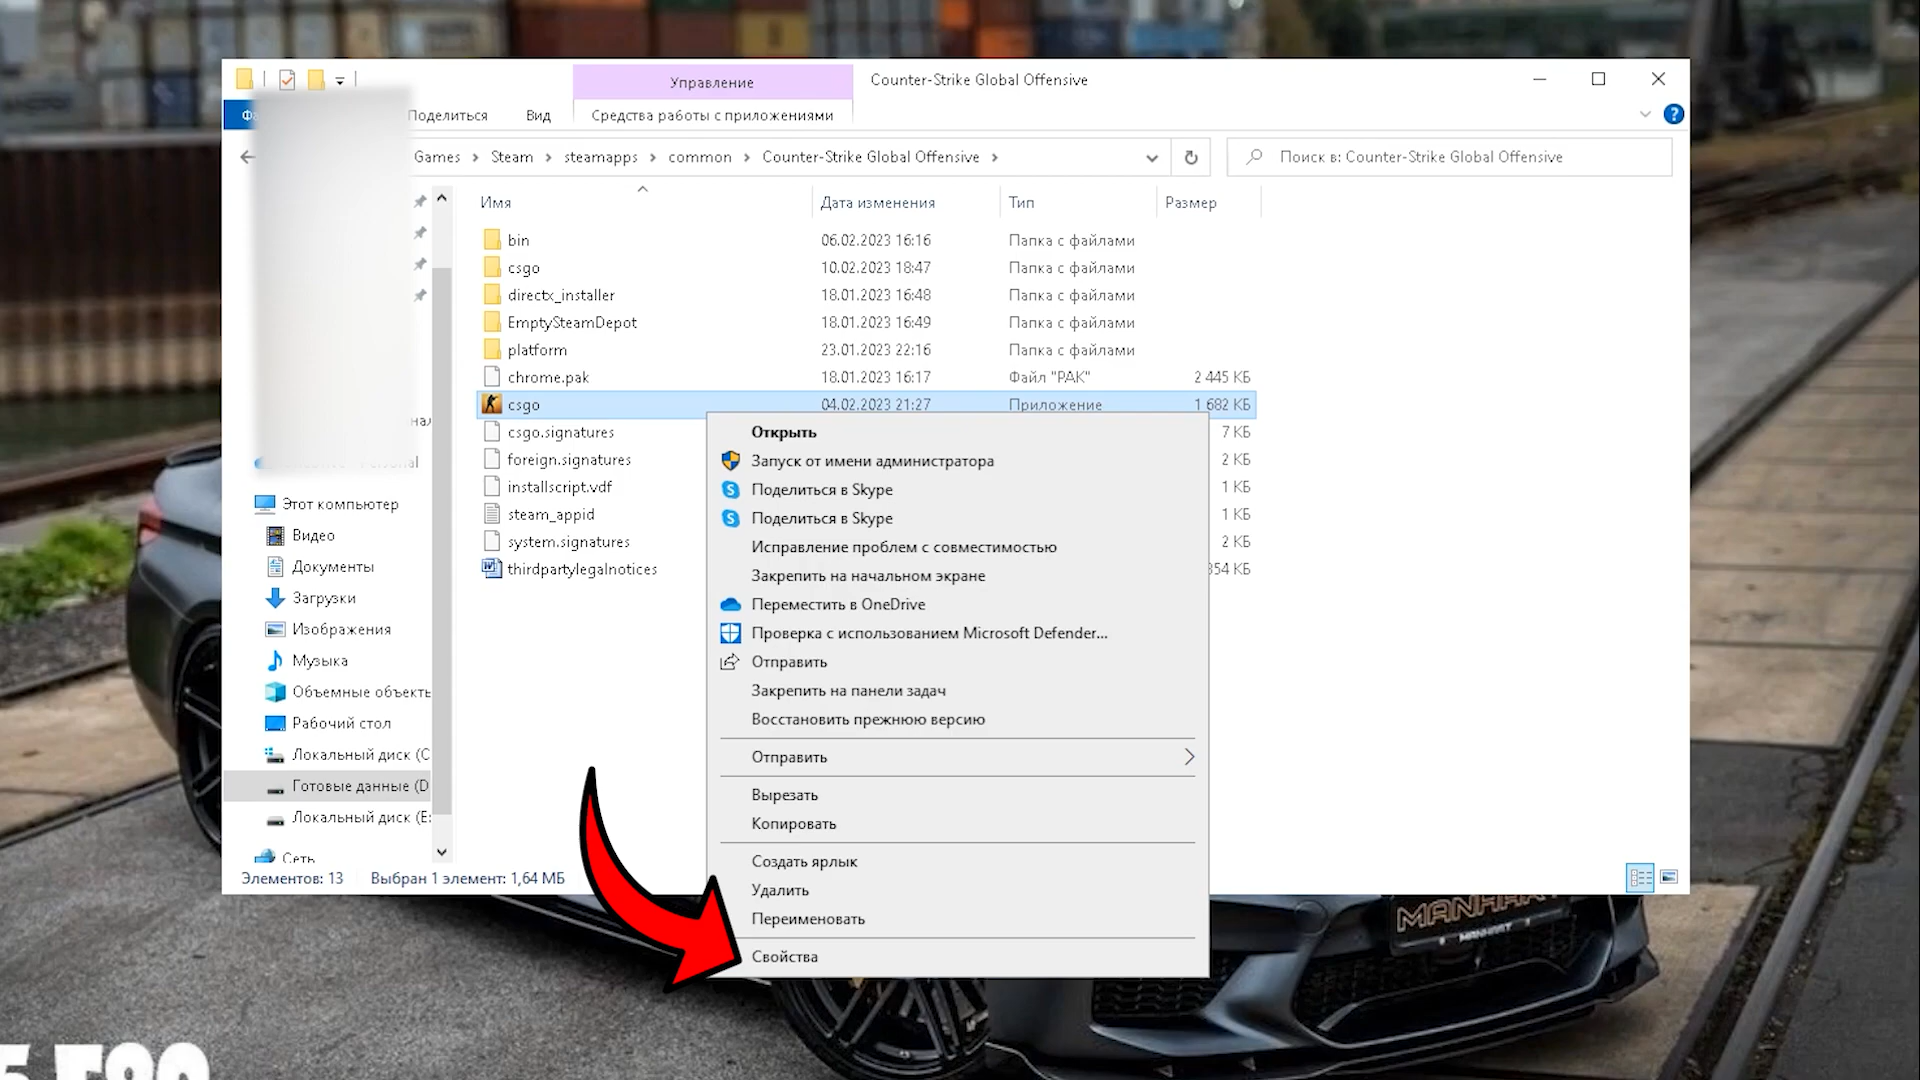 Управление
Counter-Strike Global Offensive
Поделиться
Вид
Средства работы с приложениями
Games > Steam > steamapps > common > Counter-Strike Global Offensive >
Поиск в: Counter-Strike Global Offensive
Имя Дата изменения Тип Размер
bin 06.02.2023 16:16 Папка с файлами
csgo 10.02.2023 18:47 Папка с файлами
directx_installer 18.01.2023 16:48 Папка с файлами
EmptySteamDepot 18.01.2023 16:49 Папка с файлами
platform 23.01.2023 22:16 Папка с файлами
chrome.pak 18.01.2023 16:17 Файл "PAK" 2 445 КБ
csgo 04.02.2023 21:27 Приложение 1 682 КБ
csgo.signatures 7 КБ
foreign.signatures 2 КБ
installscript.vdf 1 КБ
steam_appid 1 КБ
system.signatures 2 КБ
thirdpartylegalnotices 354 КБ
Этот компьютер
Видео
Документы
Загрузки
Изображения
Музыка
Объемные объекты
Рабочий стол
Локальный диск (C
Готовые данные (D
Локальный диск (E:
Сеть
Элементов: 13 Выбран 1 элемент: 1,64 МБ
Открыть
Запуск от имени администратора
Поделиться в Skype
Поделиться в Skype
Исправление проблем с совместимостью
Закрепить на начальном экране
Переместить в OneDrive
Проверка с использованием Microsoft Defender...
Отправить
Закрепить на панели задач
Восстановить прежнюю версию
Отправить
Вырезать
Копировать
Создать ярлык
Удалить
Переименовать
Свойства
MANHART
MANHART